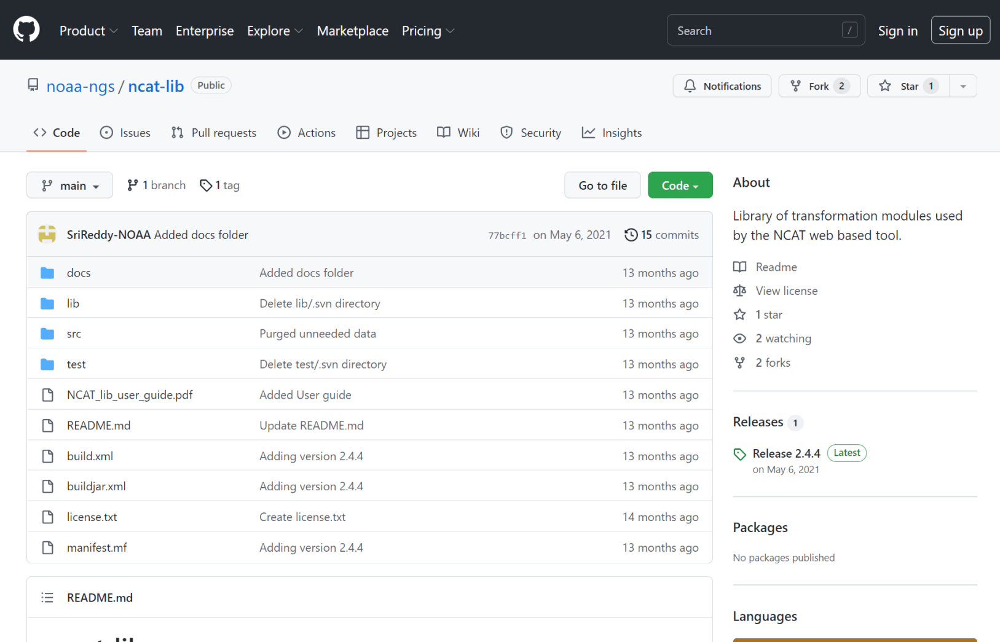 Product Team Enterprise Explore Marketplace Pricing Search / Sign in Sign up
noaa-ngs / ncat-lib Public Notifications Fork 2 Star 1
Code Issues Pull requests Actions Projects Wiki Security Insights
main 1 branch 1 tag Go to file Code
SriReddy-NOAA Added docs folder 77bcff1 on May 6, 2021 15 commits
docs Added docs folder 13 months ago
lib Delete lib/.svn directory 13 months ago
src Purged unneeded data 13 months ago
test Delete test/.svn directory 13 months ago
NCAT_lib_user_guide.pdf Added User guide 13 months ago
README.md Update README.md 13 months ago
build.xml Adding version 2.4.4 13 months ago
buildjar.xml Adding version 2.4.4 13 months ago
license.txt Create license.txt 14 months ago
manifest.mf Adding version 2.4.4 13 months ago
README.md
About
Library of transformation modules used
by the NCAT web based tool.
Readme
View license
1 star
2 watching
2 forks
Releases 1
Release 2.4.4 Latest
on May 6, 2021
Packages
No packages published
Languages